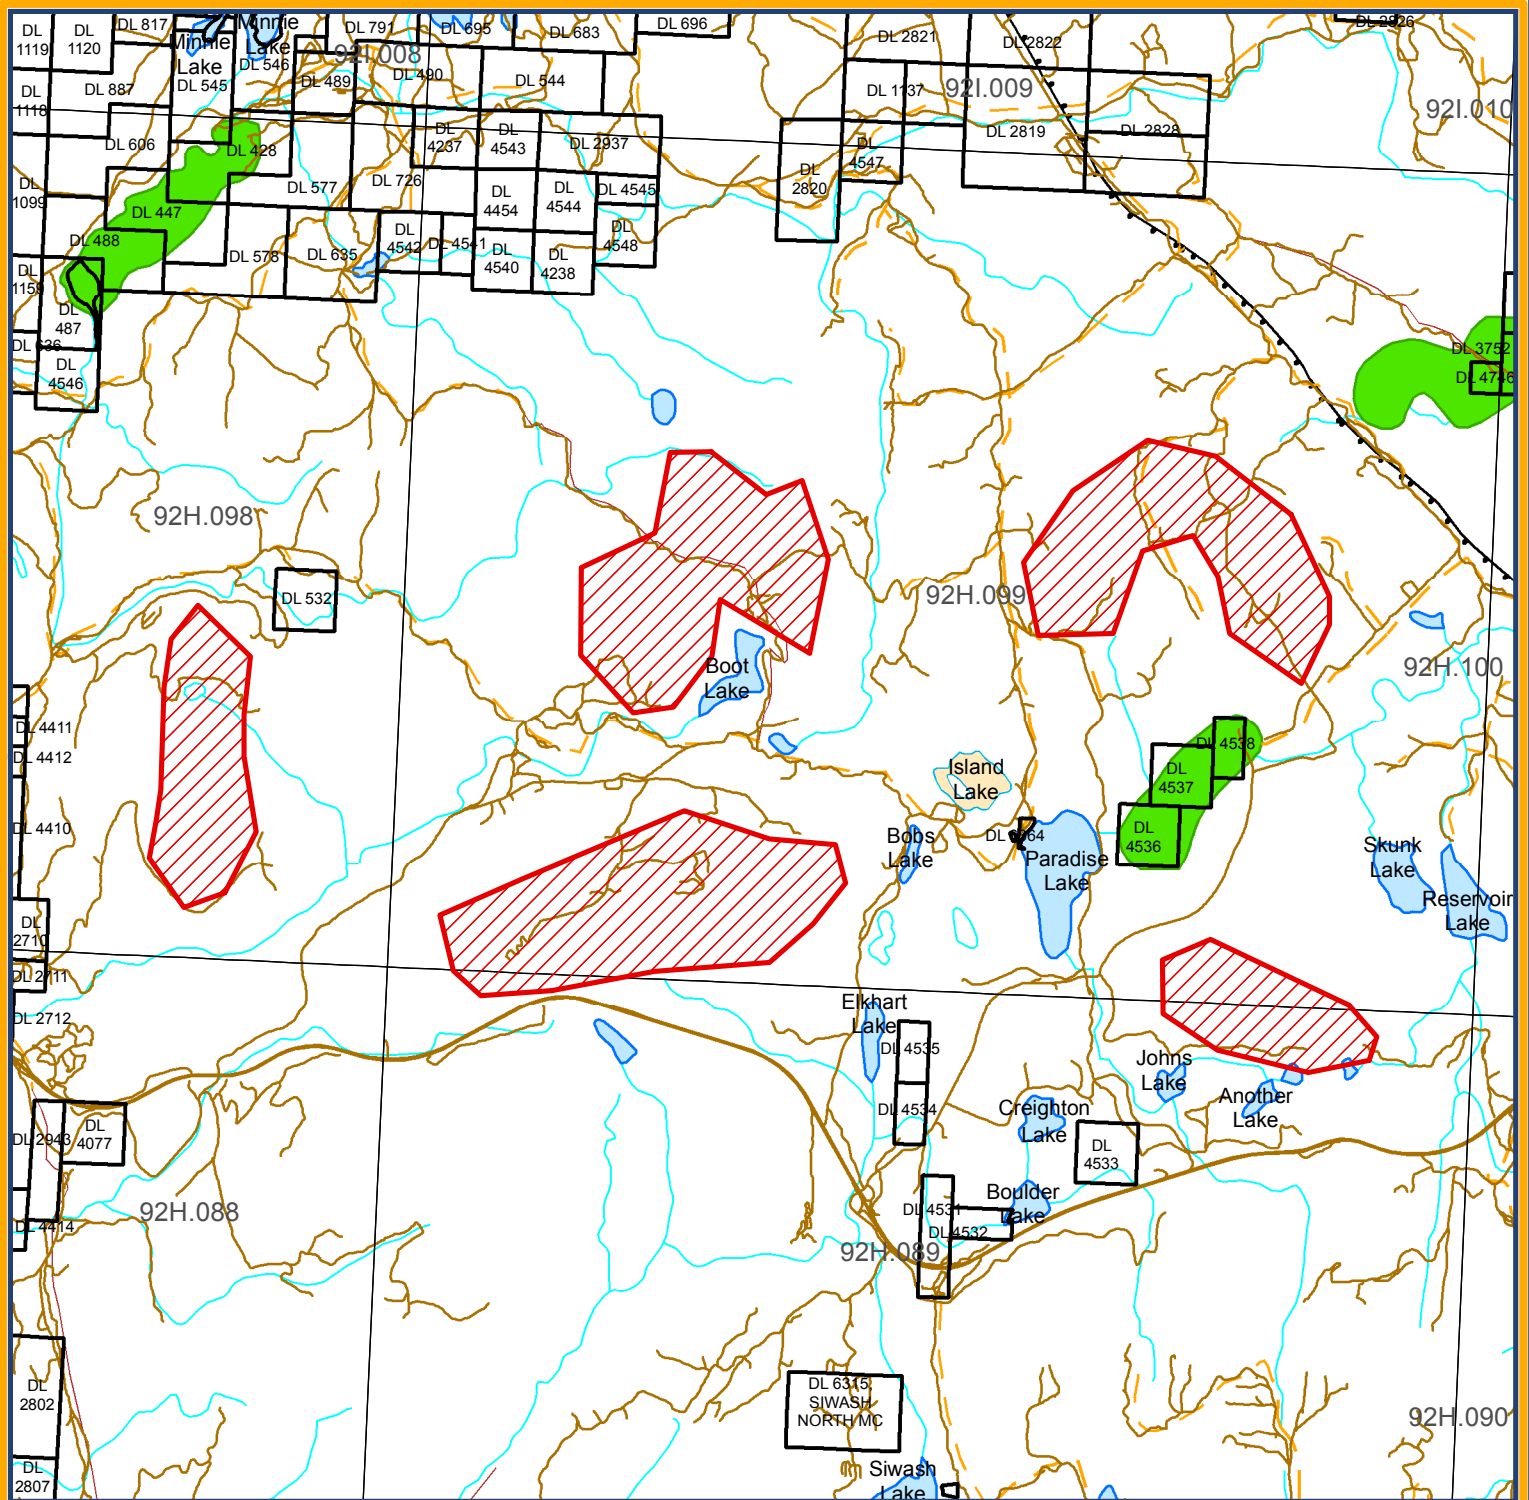 DL
1119
DL
1120
DL 817
Minnie
Lake
Minnie
Lake
DL 791
DL 695
DL 683
DL 696
DL 2821
DL 2822
DL 2826
92I.008
92I.009
92I.010
DL
1118
DL 887
DL 545
DL 546
DL 489
DL 490
DL 544
DL 1137
DL 606
DL 428
DL
4237
DL
4543
DL 2937
DL
4547
DL 2819
DL 2828
DL
1099
DL 447
DL 577
DL 726
DL
4454
DL
4544
DL 4545
DL
2820
DL 488
DL 578
DL 635
DL
4542
DL 4541
DL
4540
DL
4238
DL
4548
DL
1159
DL
487
DL 636
DL
4546
DL 3752
DL 4746
92H.098
DL 532
92H.099
92H.100
Boot
Lake
DL 4411
DL 4412
DL 4410
Island
Lake
DL 4538
DL
4537
DL
4536
Bobs
Lake
Paradise
Lake
Skunk
Lake
Reservoir
Lake
DL
2710
DL 2711
DL 2712
Elkhart
Lake
DL 4535
DL 4534
Johns
Lake
Another
Lake
Creighton
Lake
DL
4533
DL 2943
DL
4077
92H.088
DL 4414
Boulder
Lake
DL 4531
DL 4532
92H.089
DL
2802
DL 6315,
SIWASH
NORTH MC
92H.090
DL
2807
Siwash
Lake